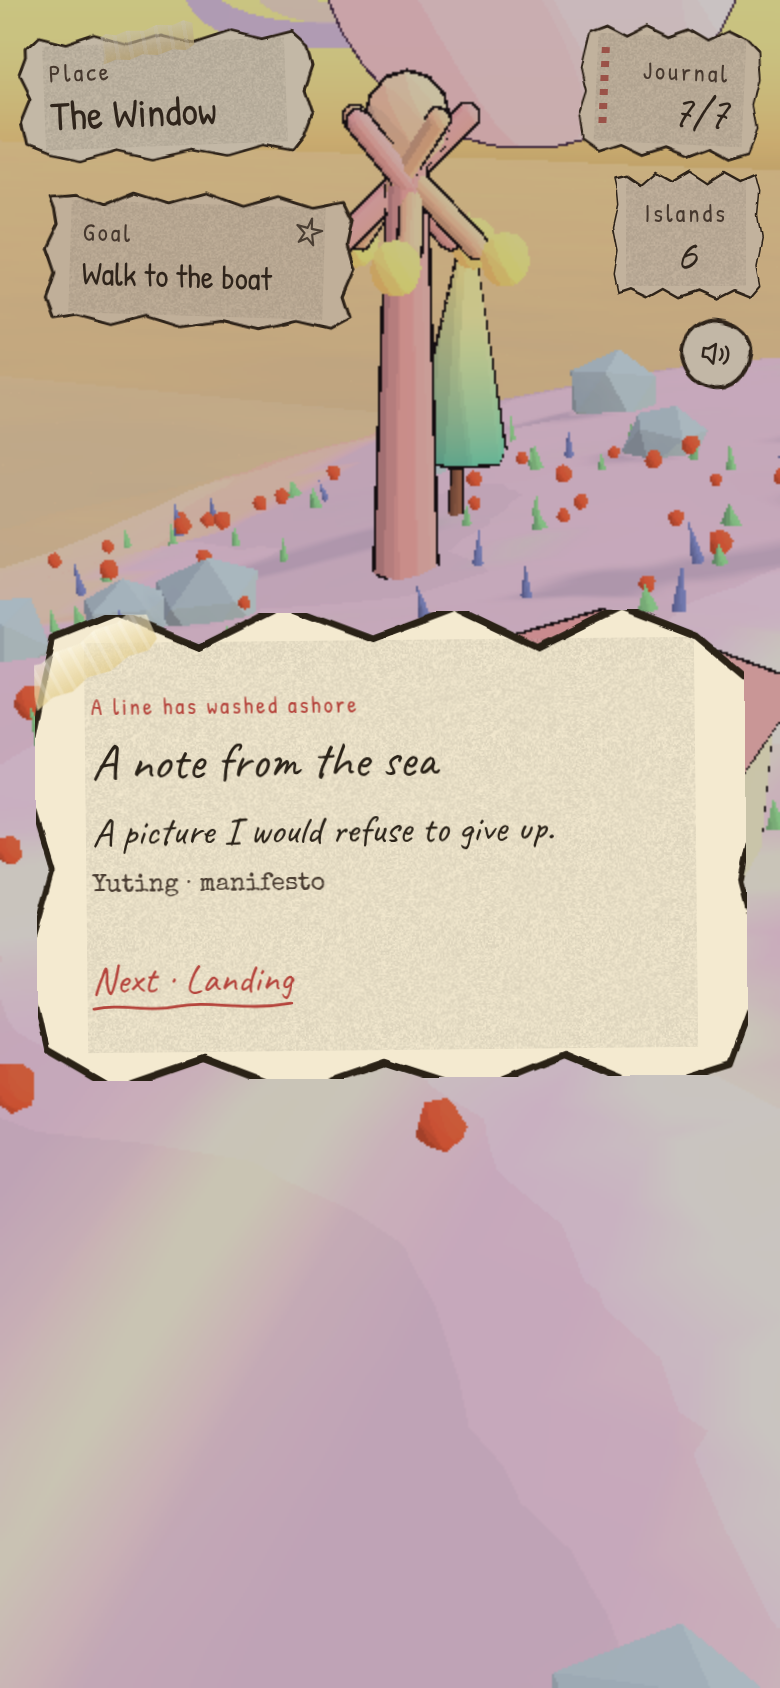 Place
The Window
Journal
7/7
Islands
6
Goal
Walk to the boat
A line has washed ashore
A note from the sea
A picture I would refuse to give up.
Yuting · manifesto
Next · Landing